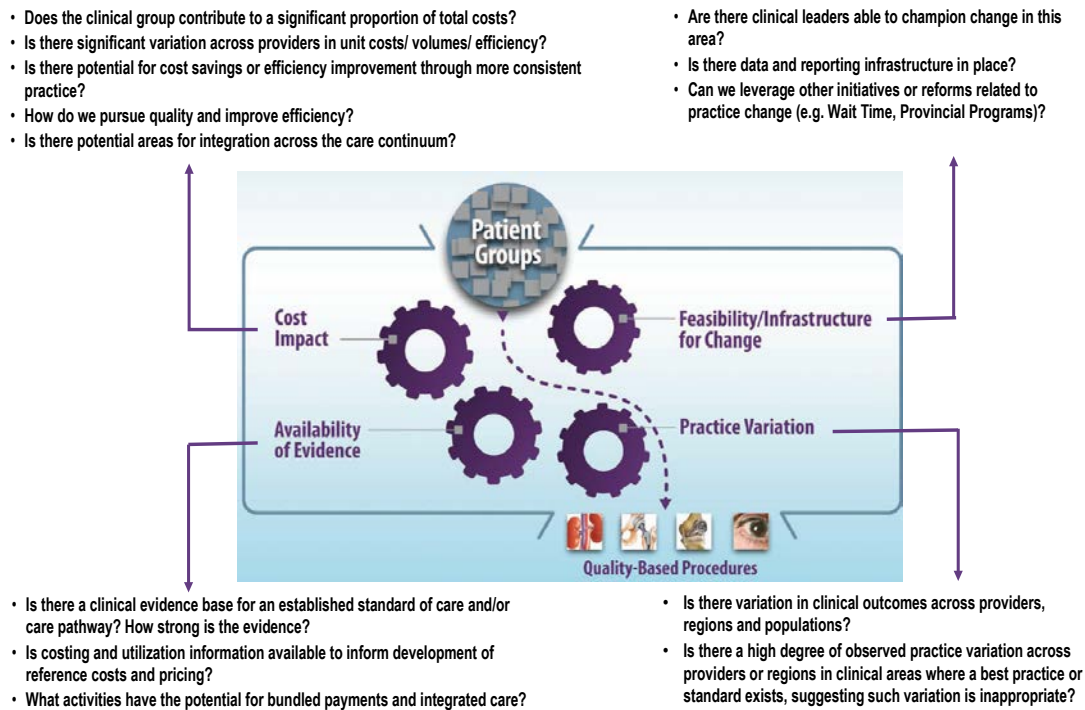 • Does the clinical group contribute to a significant proportion of total costs?
• Is there significant variation across providers in unit costs/ volumes/ efficiency?
• Is there potential for cost savings or efficiency improvement through more consistent
practice?
• How do we pursue quality and improve efficiency?
• Is there potential areas for integration across the care continuum?
• Are there clinical leaders able to champion change in this
area?
• Is there data and reporting infrastructure in place?
• Can we leverage other initiatives or reforms related to
practice change (e.g. Wait Time, Provincial Programs)?
Patient
Groups
Cost
Impact
Feasibility/Infrastructure
for Change
Availability
of Evidence
Practice Variation
Quality-Based Procedures
• Is there a clinical evidence base for an established standard of care and/or
care pathway? How strong is the evidence?
• Is costing and utilization information available to inform development of
reference costs and pricing?
• What activities have the potential for bundled payments and integrated care?
• Is there variation in clinical outcomes across providers,
regions and populations?
• Is there a high degree of observed practice variation across
providers or regions in clinical areas where a best practice or
standard exists, suggesting such variation is inappropriate?